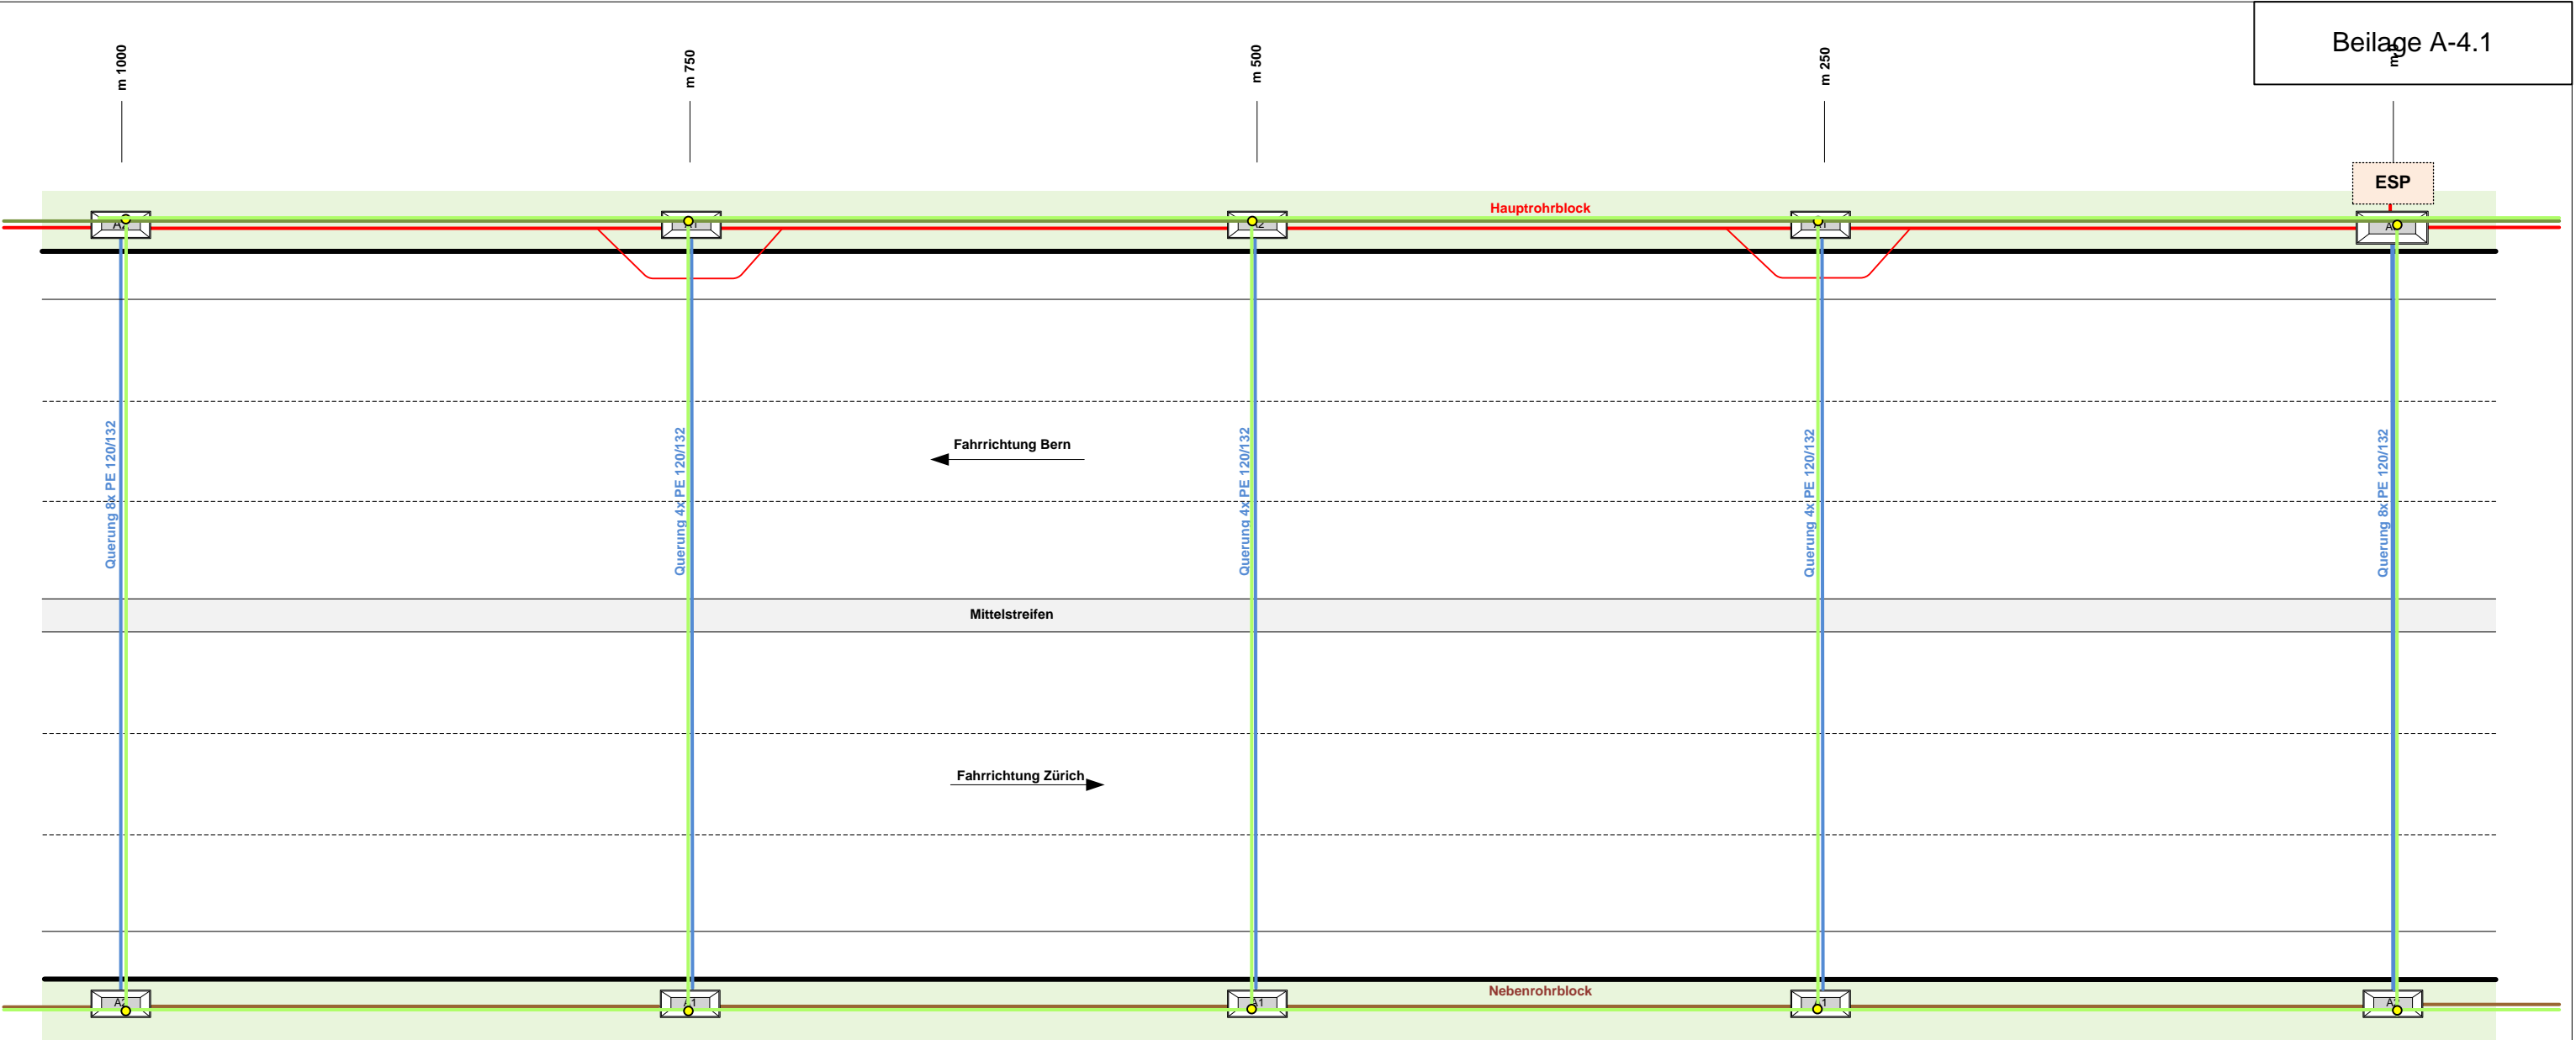 Beilage A-4.1
m 1000
m 750
m 500
m 250
ESP
Hauptrohrblock
Querung 8x PE 120/132
Querung 4x PE 120/132
Querung 4x PE 120/132
Querung 4x PE 120/132
Querung 8x PE 120/132
Fahrrichtung Bern
Mittelstreifen
Fahrrichtung Zürich
Nebenrohrblock